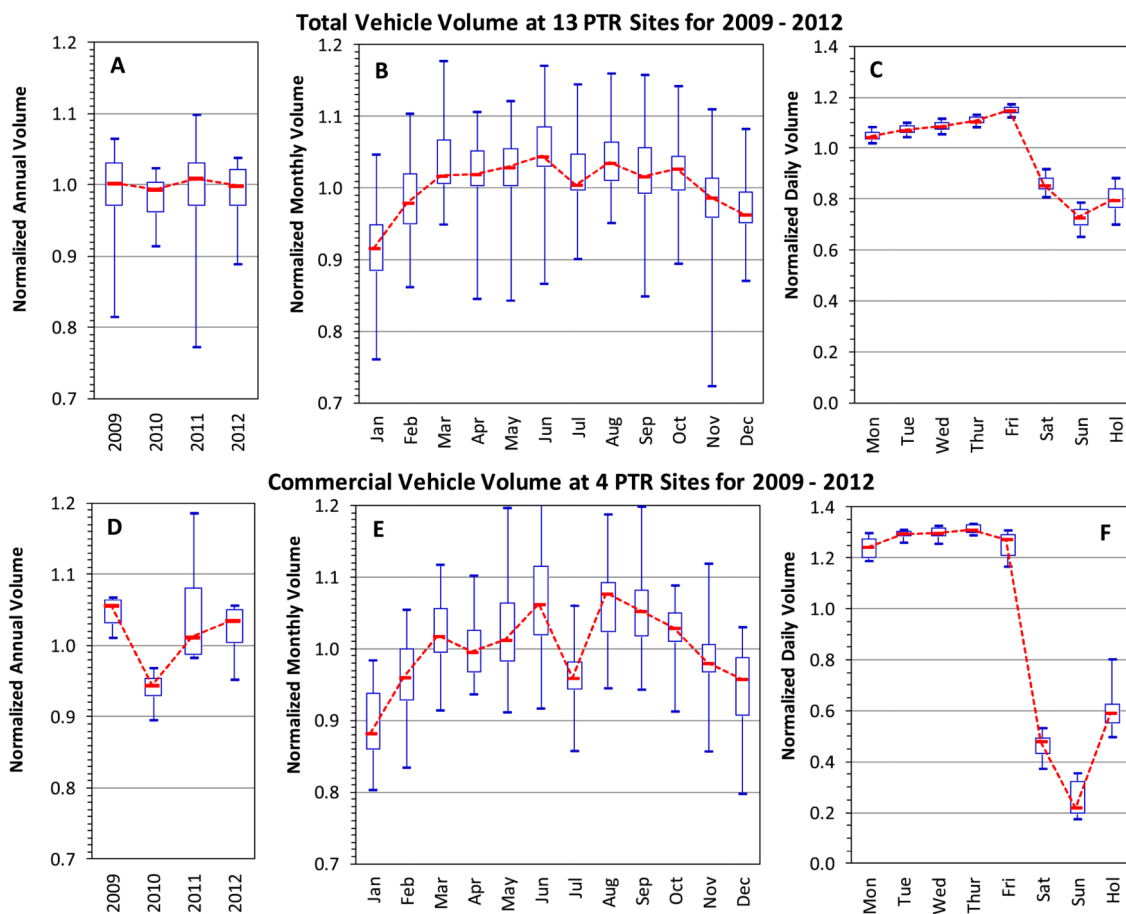 Total Vehicle Volume at 13 PTR Sites for 2009 - 2012
A
Normalized Annual Volume
1.2
1.1
1.0
0.9
0.8
0.7
2009
2010
2011
2012
B
Normalized Monthly Volume
1.2
1.1
1.0
0.9
0.8
0.7
Jan
Feb
Mar
Apr
May
Jun
Jul
Aug
Sep
Oct
Nov
Dec
C
Normalized Daily Volume
1.4
1.2
1.0
0.8
0.6
0.4
0.2
0.0
Mon
Tue
Wed
Thur
Fri
Sat
Sun
Hol
Commercial Vehicle Volume at 4 PTR Sites for 2009 - 2012
D
Normalized Annual Volume
1.2
1.1
1.0
0.9
0.8
0.7
2009
2010
2011
2012
E
Normalized Monthly Volume
1.2
1.1
1.0
0.9
0.8
0.7
Jan
Feb
Mar
Apr
May
Jun
Jul
Aug
Sep
Oct
Nov
Dec
F
Normalized Daily Volume
1.4
1.2
1.0
0.8
0.6
0.4
0.2
0.0
Mon
Tue
Wed
Thur
Fri
Sat
Sun
Hol